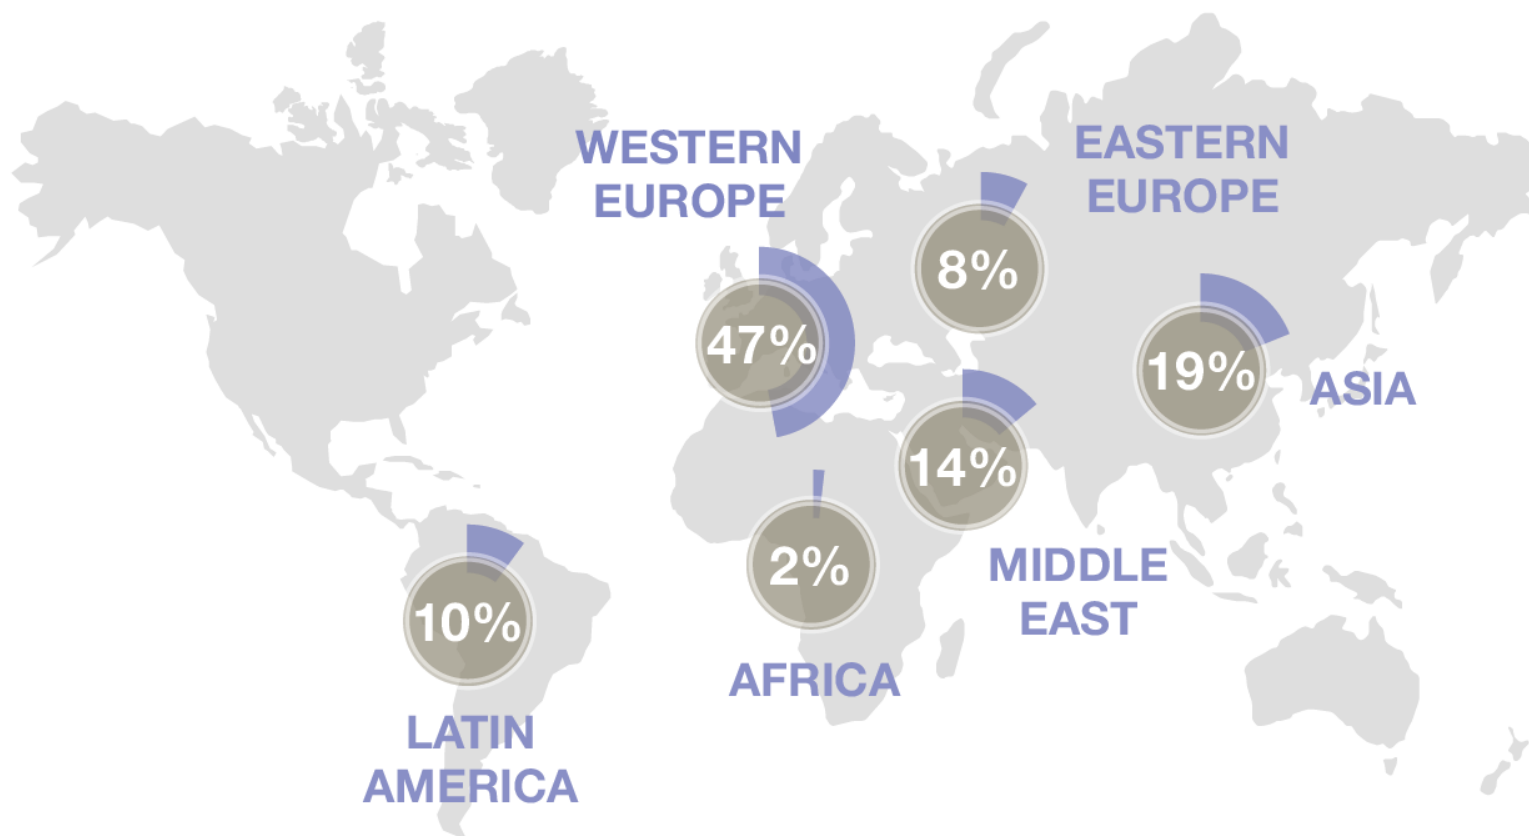 WESTERN
EUROPE
47%
EASTERN
EUROPE
8%
19%
ASIA
14%
MIDDLE
EAST
2%
AFRICA
10%
LATIN
AMERICA